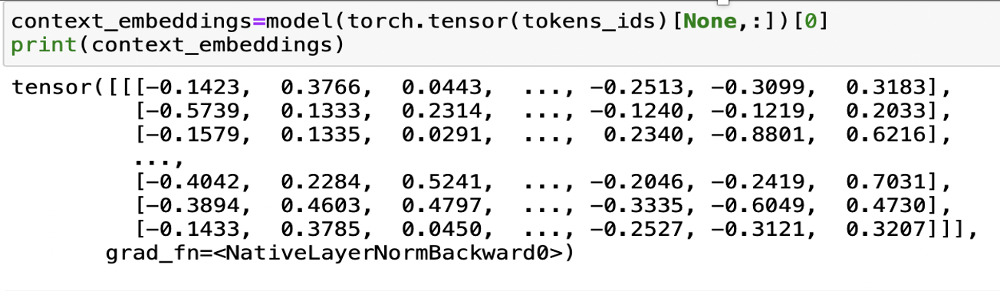 context_embeddings=model(torch.tensor(tokens_ids)[None,:])[0]
print(context_embeddings)
tensor([[[-0.1423,  0.3766,  0.0443,  ..., -0.2513, -0.3099,  0.3183],
         [-0.5739,  0.1333,  0.2314,  ..., -0.1240, -0.1219,  0.2033],
         [-0.1579,  0.1335,  0.0291,  ...,  0.2340, -0.8801,  0.6216],
         ...,
         [-0.4042,  0.2284,  0.5241,  ..., -0.2046, -0.2419,  0.7031],
         [-0.3894,  0.4603,  0.4797,  ..., -0.3335, -0.6049,  0.4730],
         [-0.1433,  0.3785,  0.0450,  ..., -0.2527, -0.3121,  0.3207]]],
       grad_fn=<NativeLayerNormBackward0>)